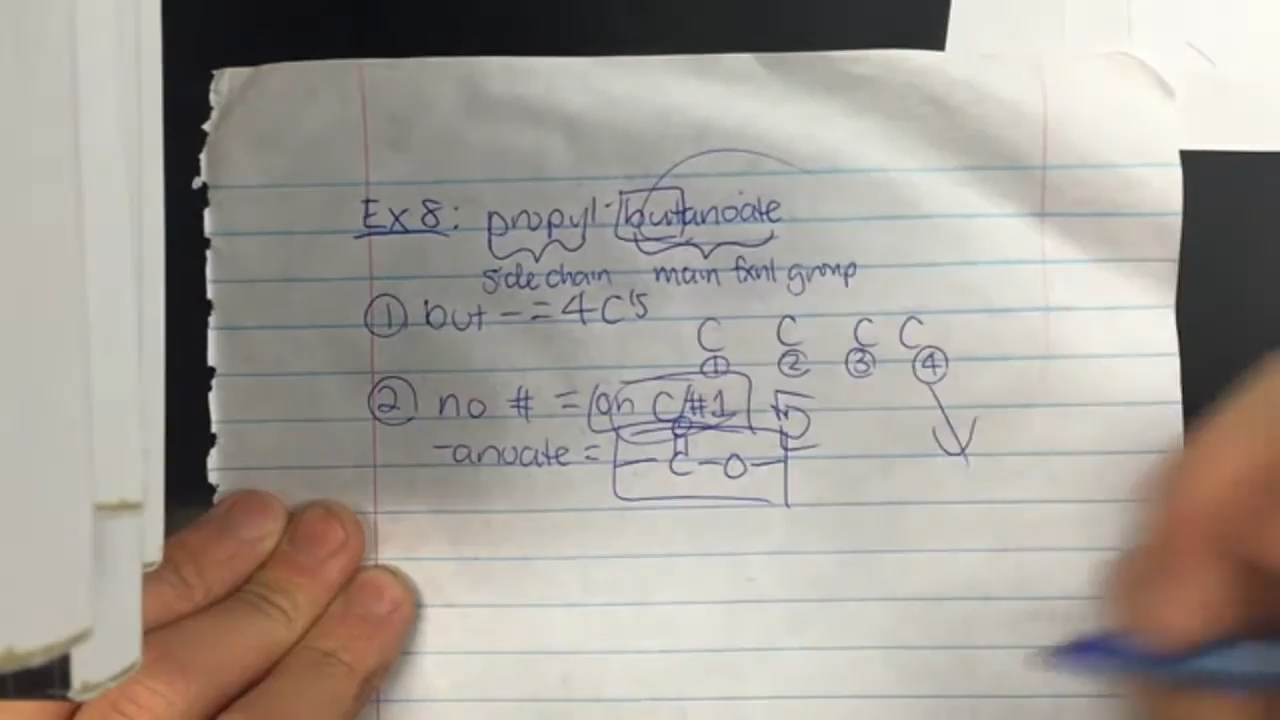 Ex 8: propyl-butanoate
side chain main fxnl group
① but- = 4 C's
C C C C
① ② ③ ④
② no # = on C #1
-anoate = -C-O-
O